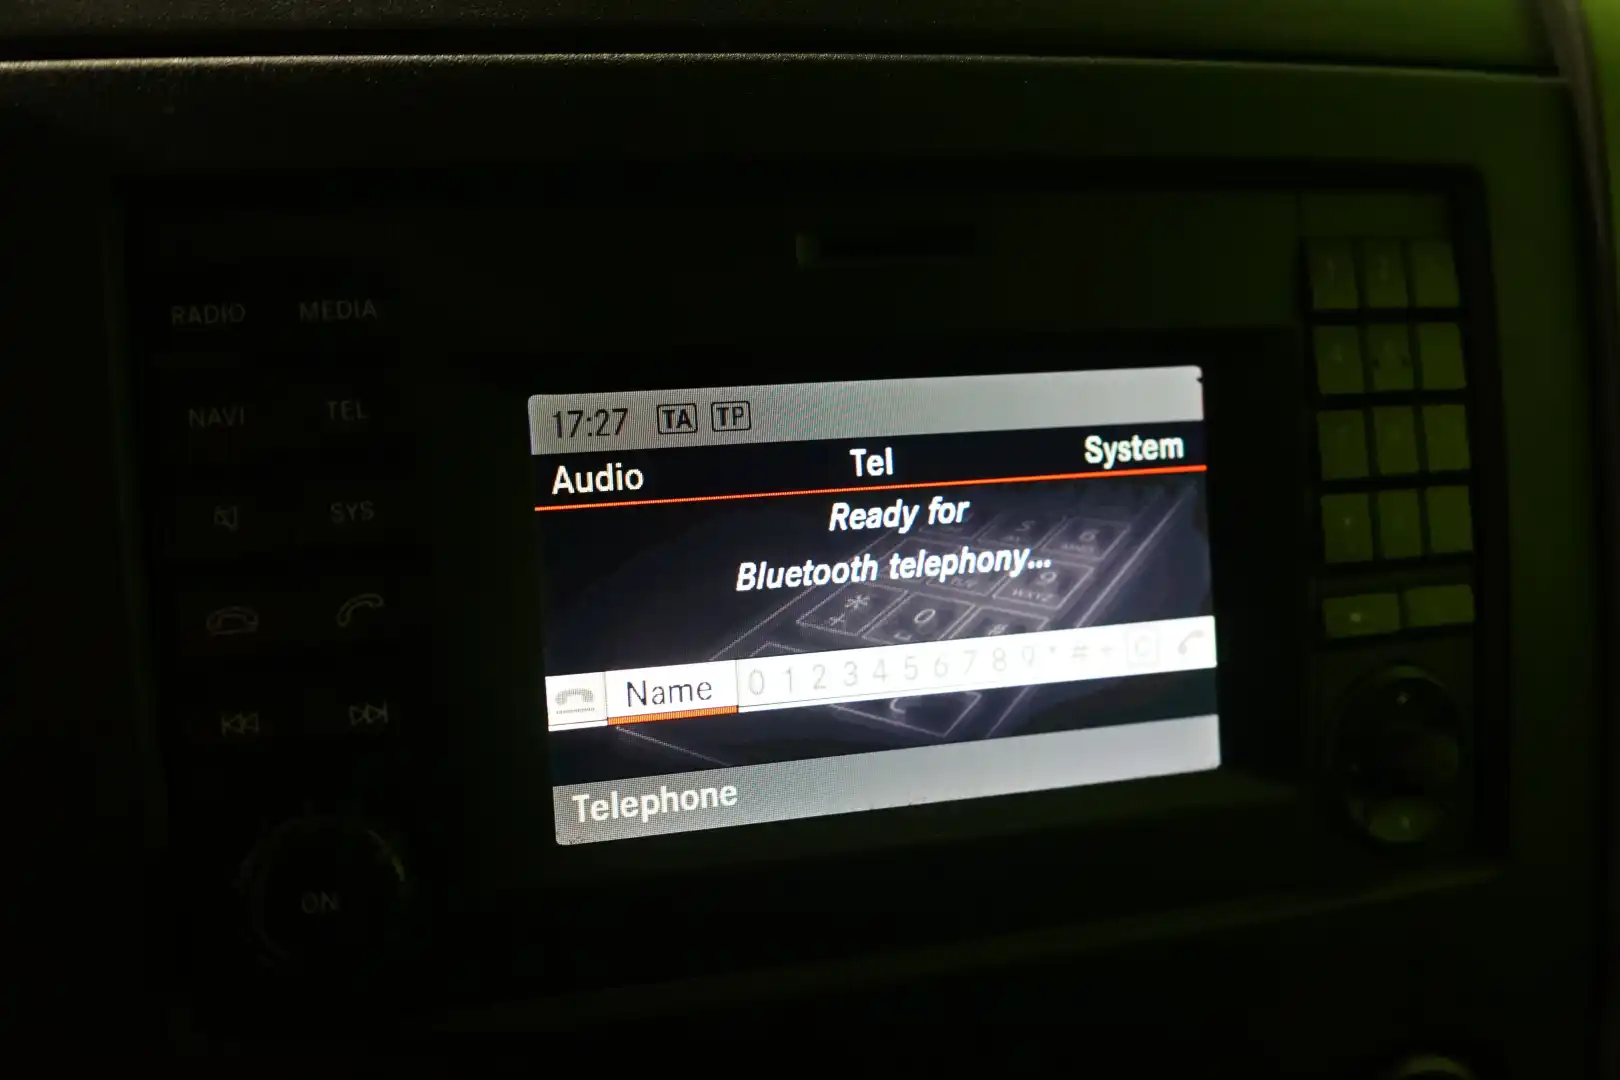 RADIO MEDIA
NAVI TEL
SYS
ON
17:27 TA TP
Audio Tel System
Ready for
Bluetooth telephony...
Name 0 1 2 3 4 5 6 7 8 9 * # + C
Telephone